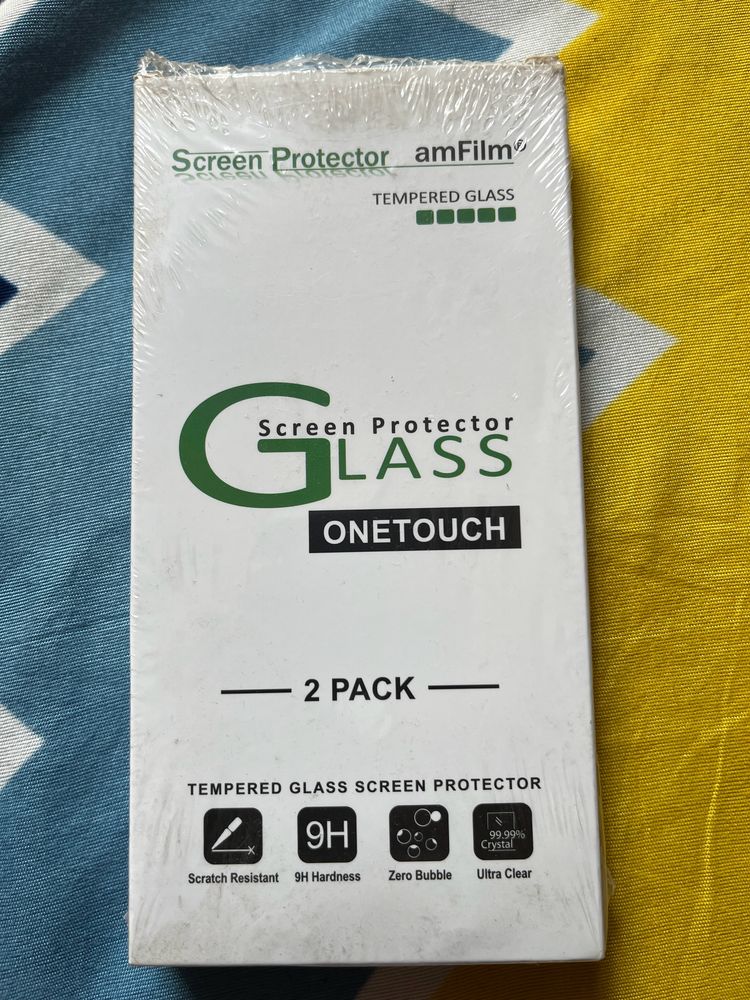 Screen Protector amFilm®
TEMPERED GLASS
Screen Protector
GLASS
ONETOUCH
2 PACK
TEMPERED GLASS SCREEN PROTECTOR
X
9H
99.99%
Crystal
Scratch Resistant 9H Hardness Zero Bubble Ultra Clear